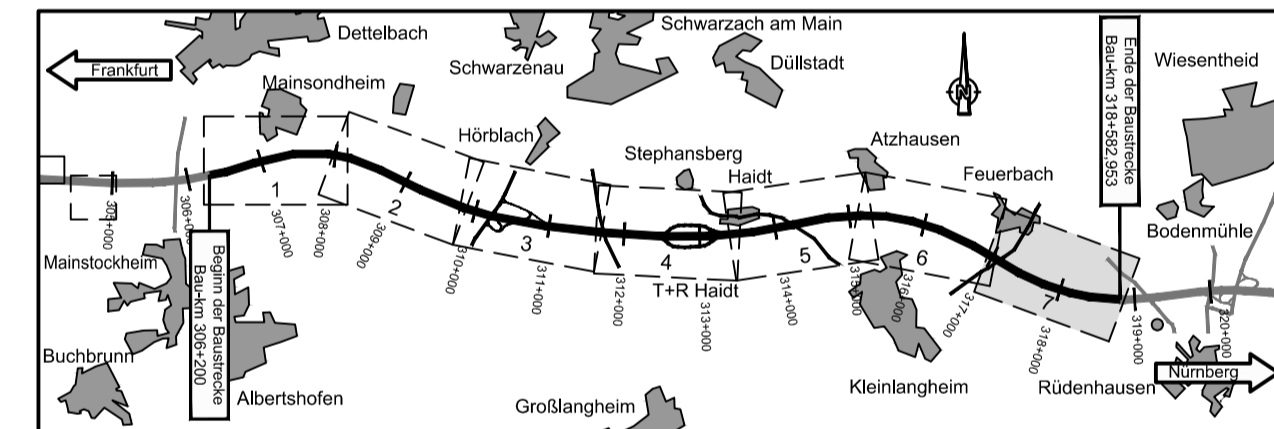 Dettelbach
Schwarzach am Main
Schwarzenau
Düllstadt
Wiesentheid
Frankfurt
Mainsondheim
N
Ende der Baustrecke
Bau-km 318+582,953
Hörblach
Stephansberg
Haidt
Atzhausen
Feuerbach
Bodenmühle
1
2
3
4
5
6
7
306+000
307+000
308+000
309+000
310+000
311+000
312+000
313+000
314+000
315+000
316+000
317+000
318+000
319+000
320+000
T+R Haidt
Beginn der Baustrecke
Bau-km 306+200
Mainstockheim
Buchbrunn
Albertshofen
Großlangheim
Kleinlangheim
Rüdenhausen
Nürnberg